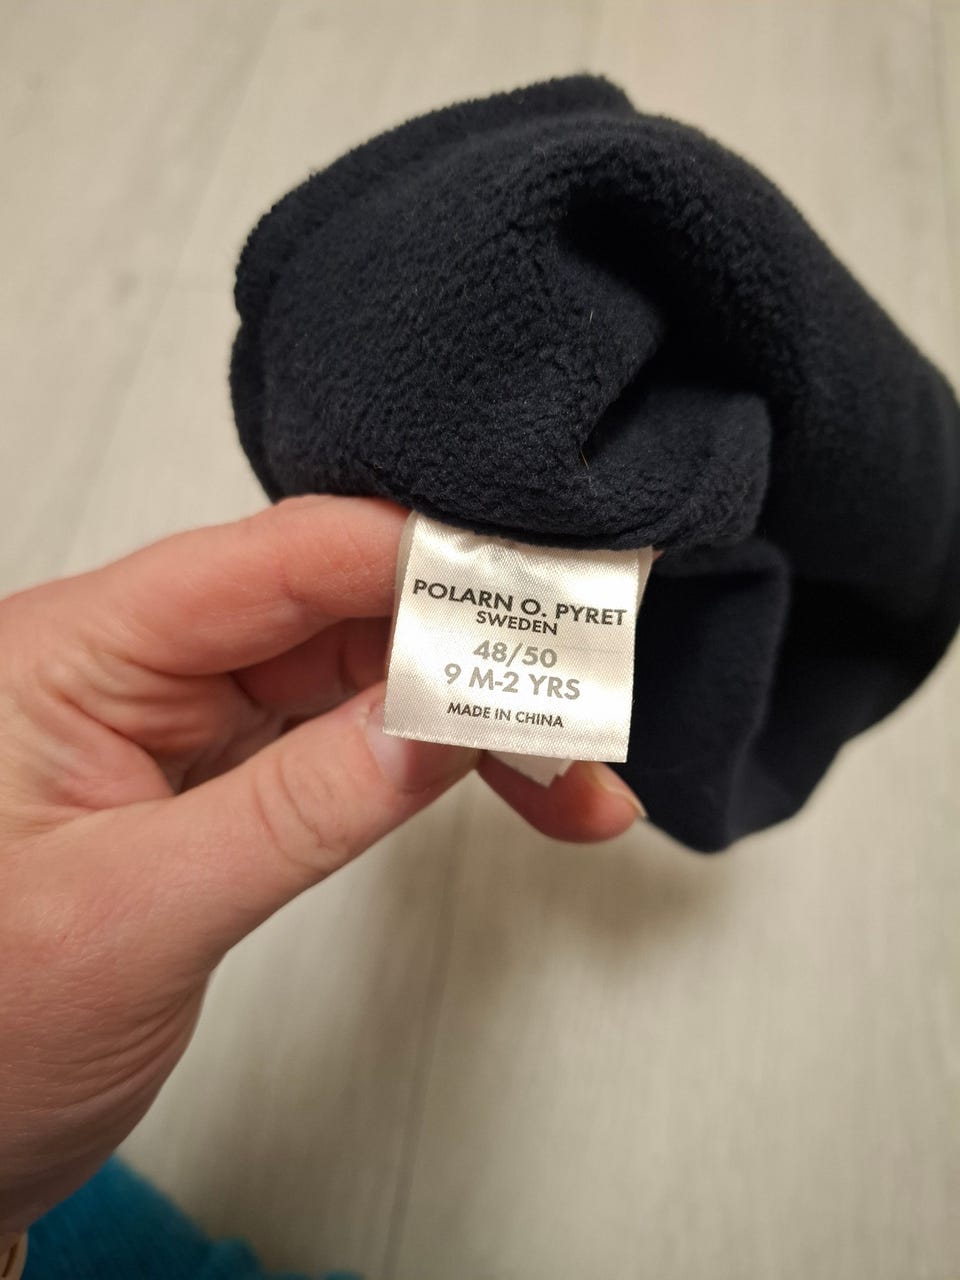 POLARN O. PYRET
SWEDEN
48/50
9 M-2 YRS
MADE IN CHINA